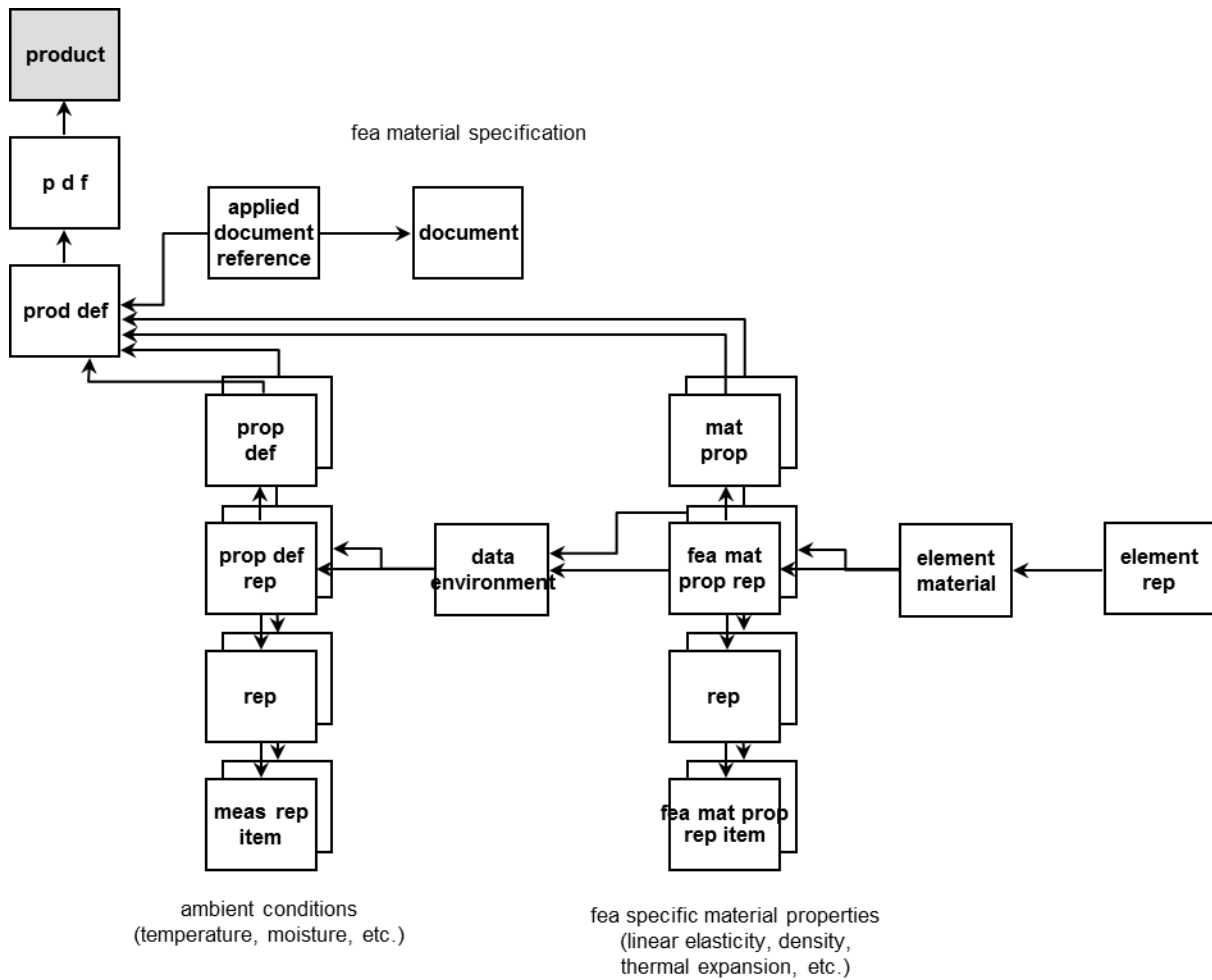 product
fea material specification
p d f
applied
document
reference
document
prod def
prop
def
mat
prop
prop def
rep
data
environment
fea mat
prop rep
element
material
element
rep
rep
rep
meas rep
item
fea mat prop
rep item
ambient conditions
(temperature, moisture, etc.)
fea specific material properties
(linear elasticity, density,
thermal expansion, etc.)